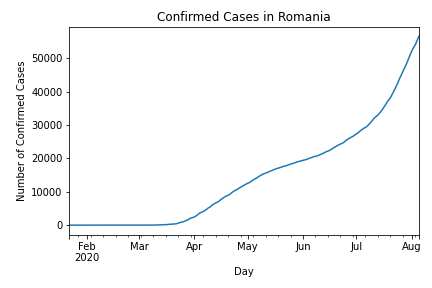 Confirmed Cases in Romania
Number of Confirmed Cases
50000
40000
30000
20000
10000
0
Feb
2020
Mar
Apr
May
Jun
Jul
Aug
Day